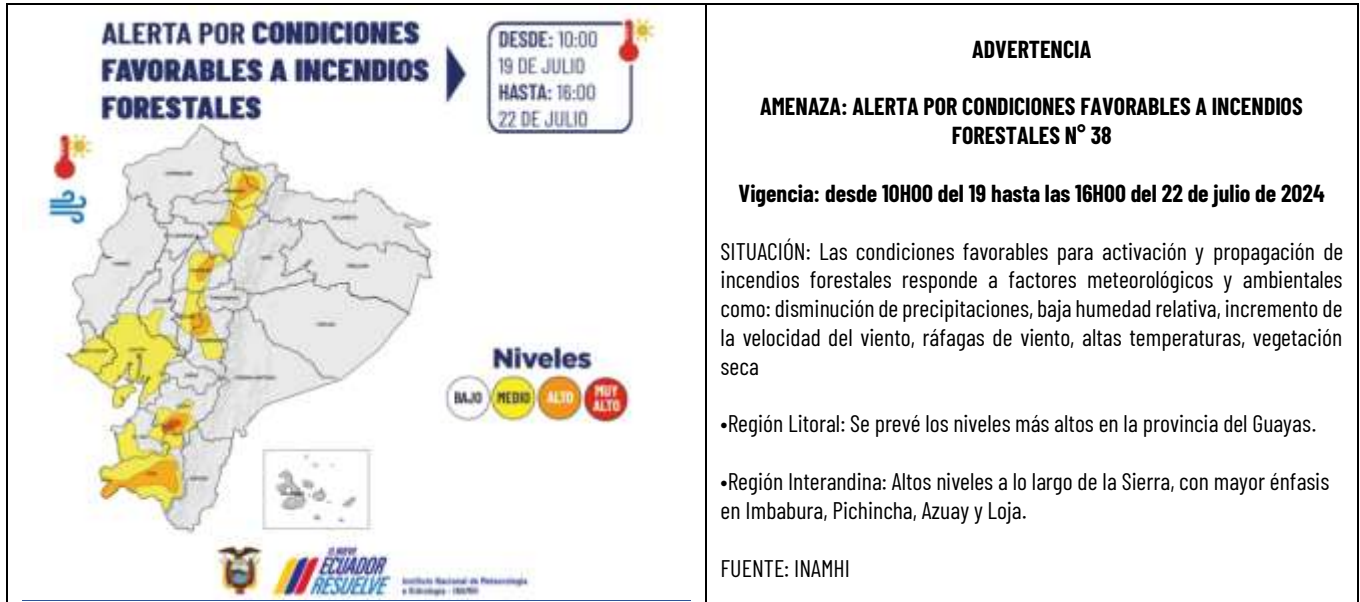 ALERTA POR CONDICIONES
FAVORABLES A INCENDIOS
FORESTALES
DESDE: 10:00
19 DE JULIO
HASTA: 16:00
22 DE JULIO
Niveles
BAJO
MEDIO
ALTO
MUY
ALTO
EL NUEVO
ECUADOR
RESUELVE
Instituto Nacional de Meteorología
e Hidrología - INAMHI
ADVERTENCIA
AMENAZA: ALERTA POR CONDICIONES FAVORABLES A INCENDIOS
FORESTALES N° 38
Vigencia: desde 10H00 del 19 hasta las 16H00 del 22 de julio de 2024
SITUACIÓN: Las condiciones favorables para activación y propagación de
incendios forestales responde a factores meteorológicos y ambientales
como: disminución de precipitaciones, baja humedad relativa, incremento de
la velocidad del viento, ráfagas de viento, altas temperaturas, vegetación
seca
•Región Litoral: Se prevé los niveles más altos en la provincia del Guayas.
•Región Interandina: Altos niveles a lo largo de la Sierra, con mayor énfasis
en Imbabura, Pichincha, Azuay y Loja.
FUENTE: INAMHI